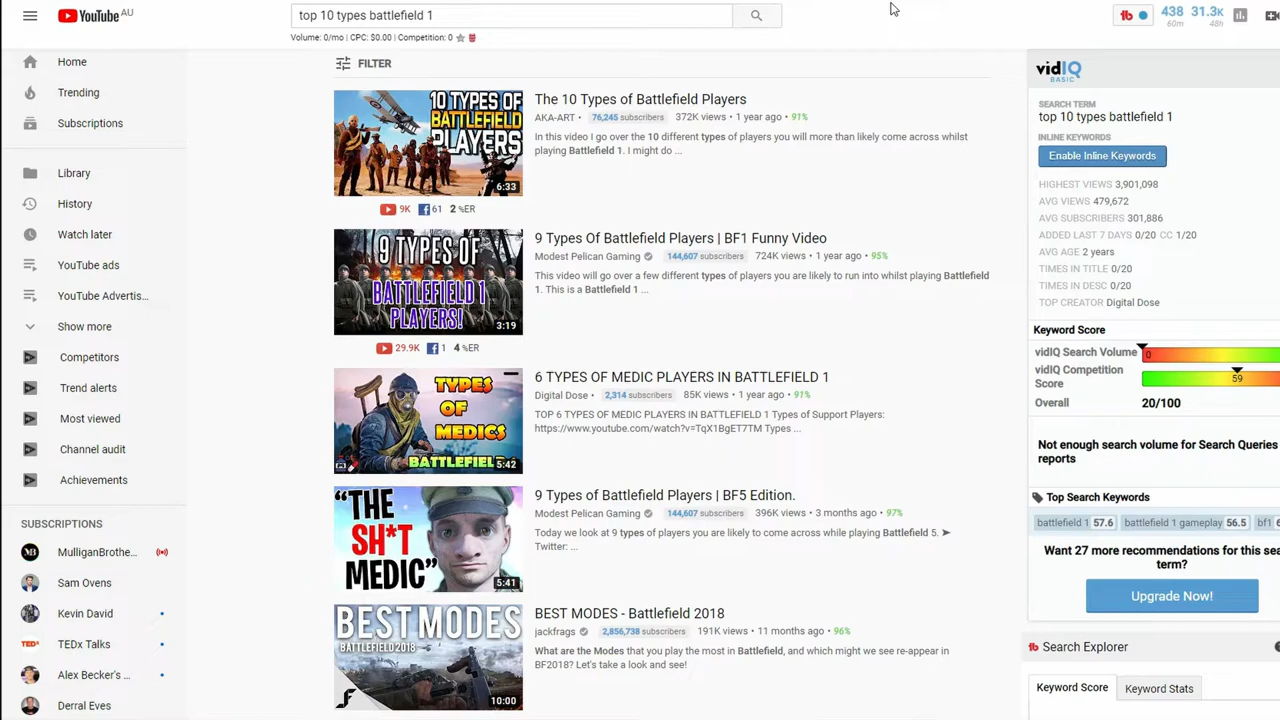 YouTube AU
top 10 types battlefield 1
438 31.3K
60m 48h
Volume: 0/mo | CPC: $0.00 | Competition: 0
Home
Trending
Subscriptions
Library
History
Watch later
YouTube ads
YouTube Advertis...
Show more
Competitors
Trend alerts
Most viewed
Channel audit
Achievements
SUBSCRIPTIONS
MulliganBrothe...
Sam Ovens
Kevin David
TEDx Talks
Alex Becker's ...
Derral Eves
FILTER
10 TYPES OF
BATTLEFIELD
PLAYERS
6:33
The 10 Types of Battlefield Players
AKA-ART • 76,245 subscribers 372K views • 1 year ago • 91%
In this video I go over the 10 different types of players you will more than likely come across whilst
playing Battlefield 1. I might do ...
9K 61 2 %ER
9 TYPES OF
BATTLEFIELD 1
PLAYERS!
3:19
9 Types Of Battlefield Players | BF1 Funny Video
Modest Pelican Gaming • 144,607 subscribers 724K views • 1 year ago • 95%
This video will go over a few different types of players you are likely to run into whilst playing Battlefield
1. This is a Battlefield 1 ...
29.9K 1 4 %ER
TYPES
OF
MEDICS
BATTLEFIEL
5:42
6 TYPES OF MEDIC PLAYERS IN BATTLEFIELD 1
Digital Dose • 2,314 subscribers 85K views • 1 year ago • 91%
TOP 6 TYPES OF MEDIC PLAYERS IN BATTLEFIELD 1 Types of Support Players:
https://www.youtube.com/watch?v=TqX1BgET7TM Types ...
"THE
SH*T
MEDIC"
5:41
9 Types of Battlefield Players | BF5 Edition.
Modest Pelican Gaming • 144,607 subscribers 396K views • 3 months ago • 97%
Today we look at 9 types of players you are likely to come across while playing Battlefield 5. ➤
Twitter: ...
BEST MODES
BATTLEFIELD 2018
10:00
BEST MODES - Battlefield 2018
jackfrags • 2,856,738 subscribers 191K views • 11 months ago • 96%
What are the Modes that you play the most in Battlefield, and which might we see re-appear in
BF2018? Let's take a look and see!
vidIQ
BASIC
SEARCH TERM
top 10 types battlefield 1
INLINE KEYWORDS
Enable Inline Keywords
HIGHEST VIEWS 3,901,098
AVG VIEWS 479,672
AVG SUBSCRIBERS 301,886
ADDED LAST 7 DAYS 0/20 CC 1/20
AVG AGE 2 years
TIMES IN TITLE 0/20
TIMES IN DESC 0/20
TOP CREATOR Digital Dose
Keyword Score
vidIQ Search Volume 0
vidIQ Competition
Score 59
Overall 20/100
Not enough search volume for Search Queries
reports
Top Search Keywords
battlefield 1 57.6 battlefield 1 gameplay 56.5 bf1 6
Want 27 more recommendations for this sea
term?
Upgrade Now!
Search Explorer
Keyword Score Keyword Stats